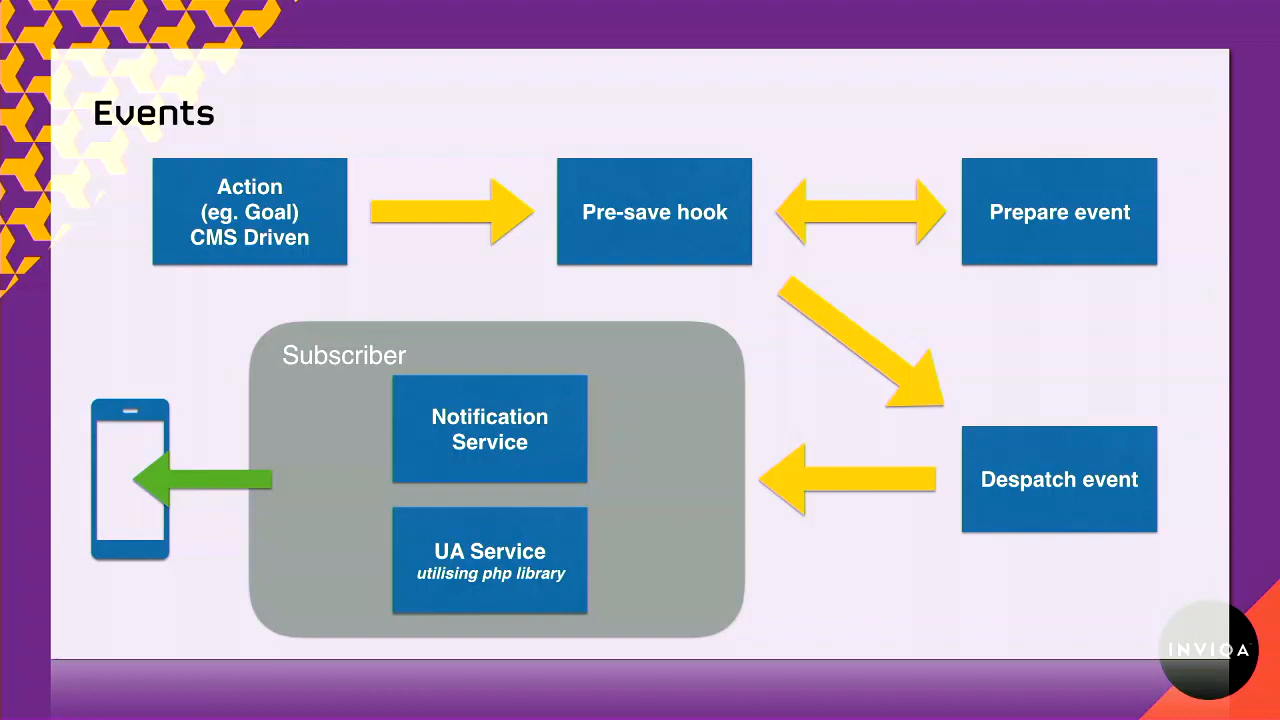 Events
Action
(eg. Goal)
CMS Driven
Pre-save hook
Prepare event
Subscriber
Notification
Service
Despatch event
UA Service
utilising php library
INVIQA